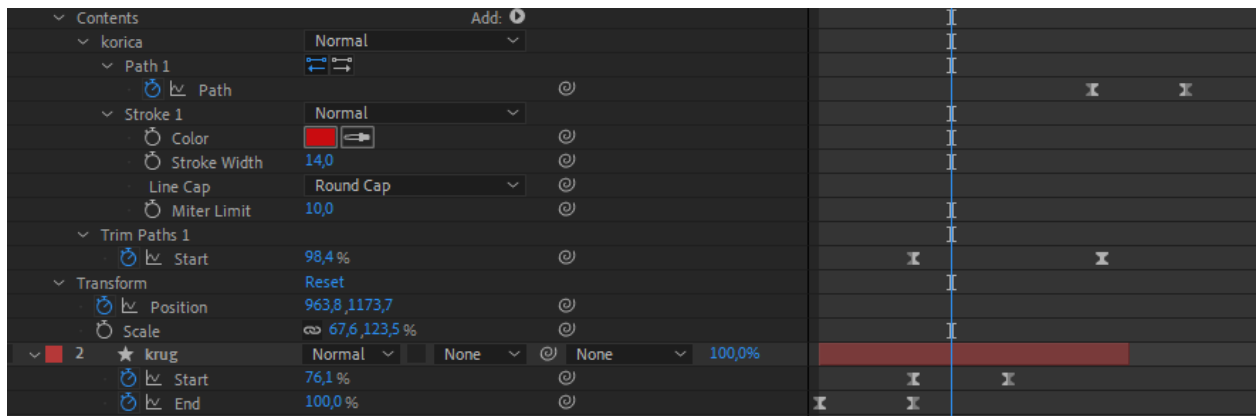 Contents Add:
korica Normal
Path 1
Path
Stroke 1 Normal
Color
Stroke Width 14,0
Line Cap Round Cap
Miter Limit 10,0
Trim Paths 1
Start 98,4 %
Transform Reset
Position 963,8 ,1173,7
Scale 67,6 ,123,5 %
2 krug Normal None None 100,0%
Start 76,1 %
End 100,0 %